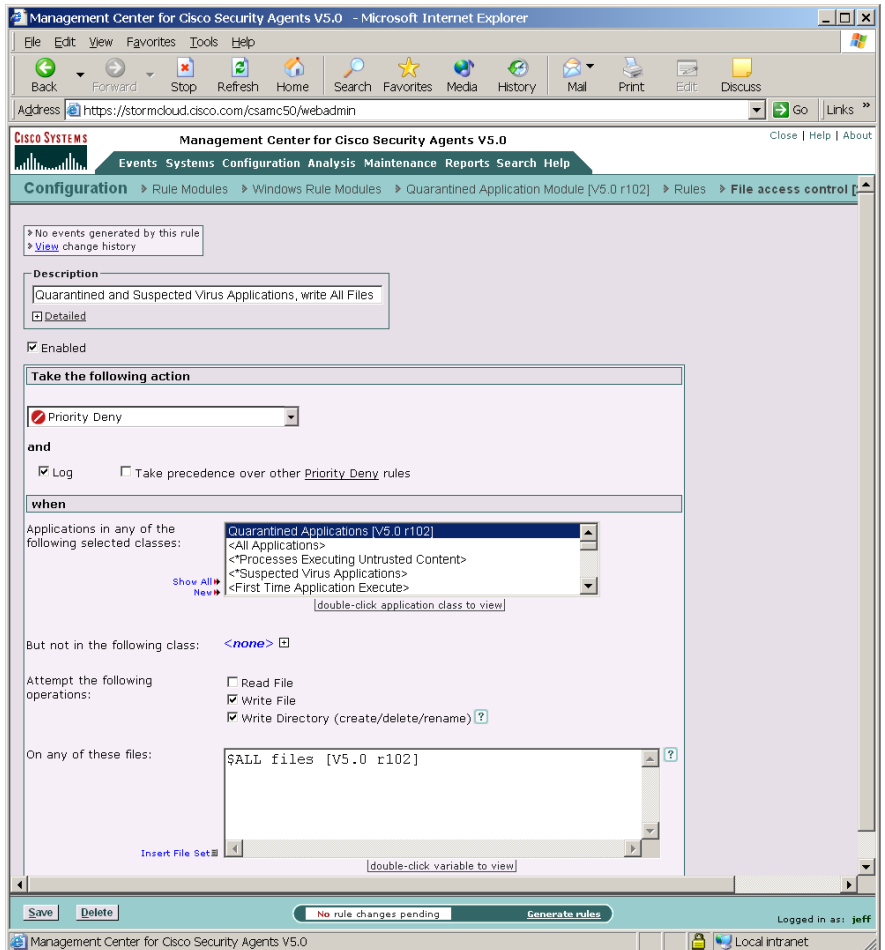 Management Center for Cisco Security Agents V5.0 - Microsoft Internet Explorer
File Edit View Favorites Tools Help
Back Forward Stop Refresh Home Search Favorites Media History Mail Print Edit Discuss
Address https://stormcloud.cisco.com/csamc50/webadmin Go Links »
CISCO SYSTEMS
Management Center for Cisco Security Agents V5.0
Close | Help | About
Events Systems Configuration Analysis Maintenance Reports Search Help
Configuration Rule Modules Windows Rule Modules Quarantined Application Module [V5.0 r102] Rules File access control [
No events generated by this rule
View change history
Description
Quarantined and Suspected Virus Applications, write All Files
+ Detailed
Enabled
Take the following action
Priority Deny
and
Log Take precedence over other Priority Deny rules
when
Applications in any of the following selected classes:
Quarantined Applications [V5.0 r102]
<All Applications>
<*Processes Executing Untrusted Content>
<*Suspected Virus Applications>
<First Time Application Execute>
Show All
New
[double-click application class to view]
But not in the following class: <none> +
Attempt the following operations:
Read File
Write File
Write Directory (create/delete/rename) ?
On any of these files:
$ALL files [V5.0 r102]
?
Insert File Set
[double-click variable to view]
Save Delete No rule changes pending Generate rules Logged in as: jeff
Management Center for Cisco Security Agents V5.0 Local intranet